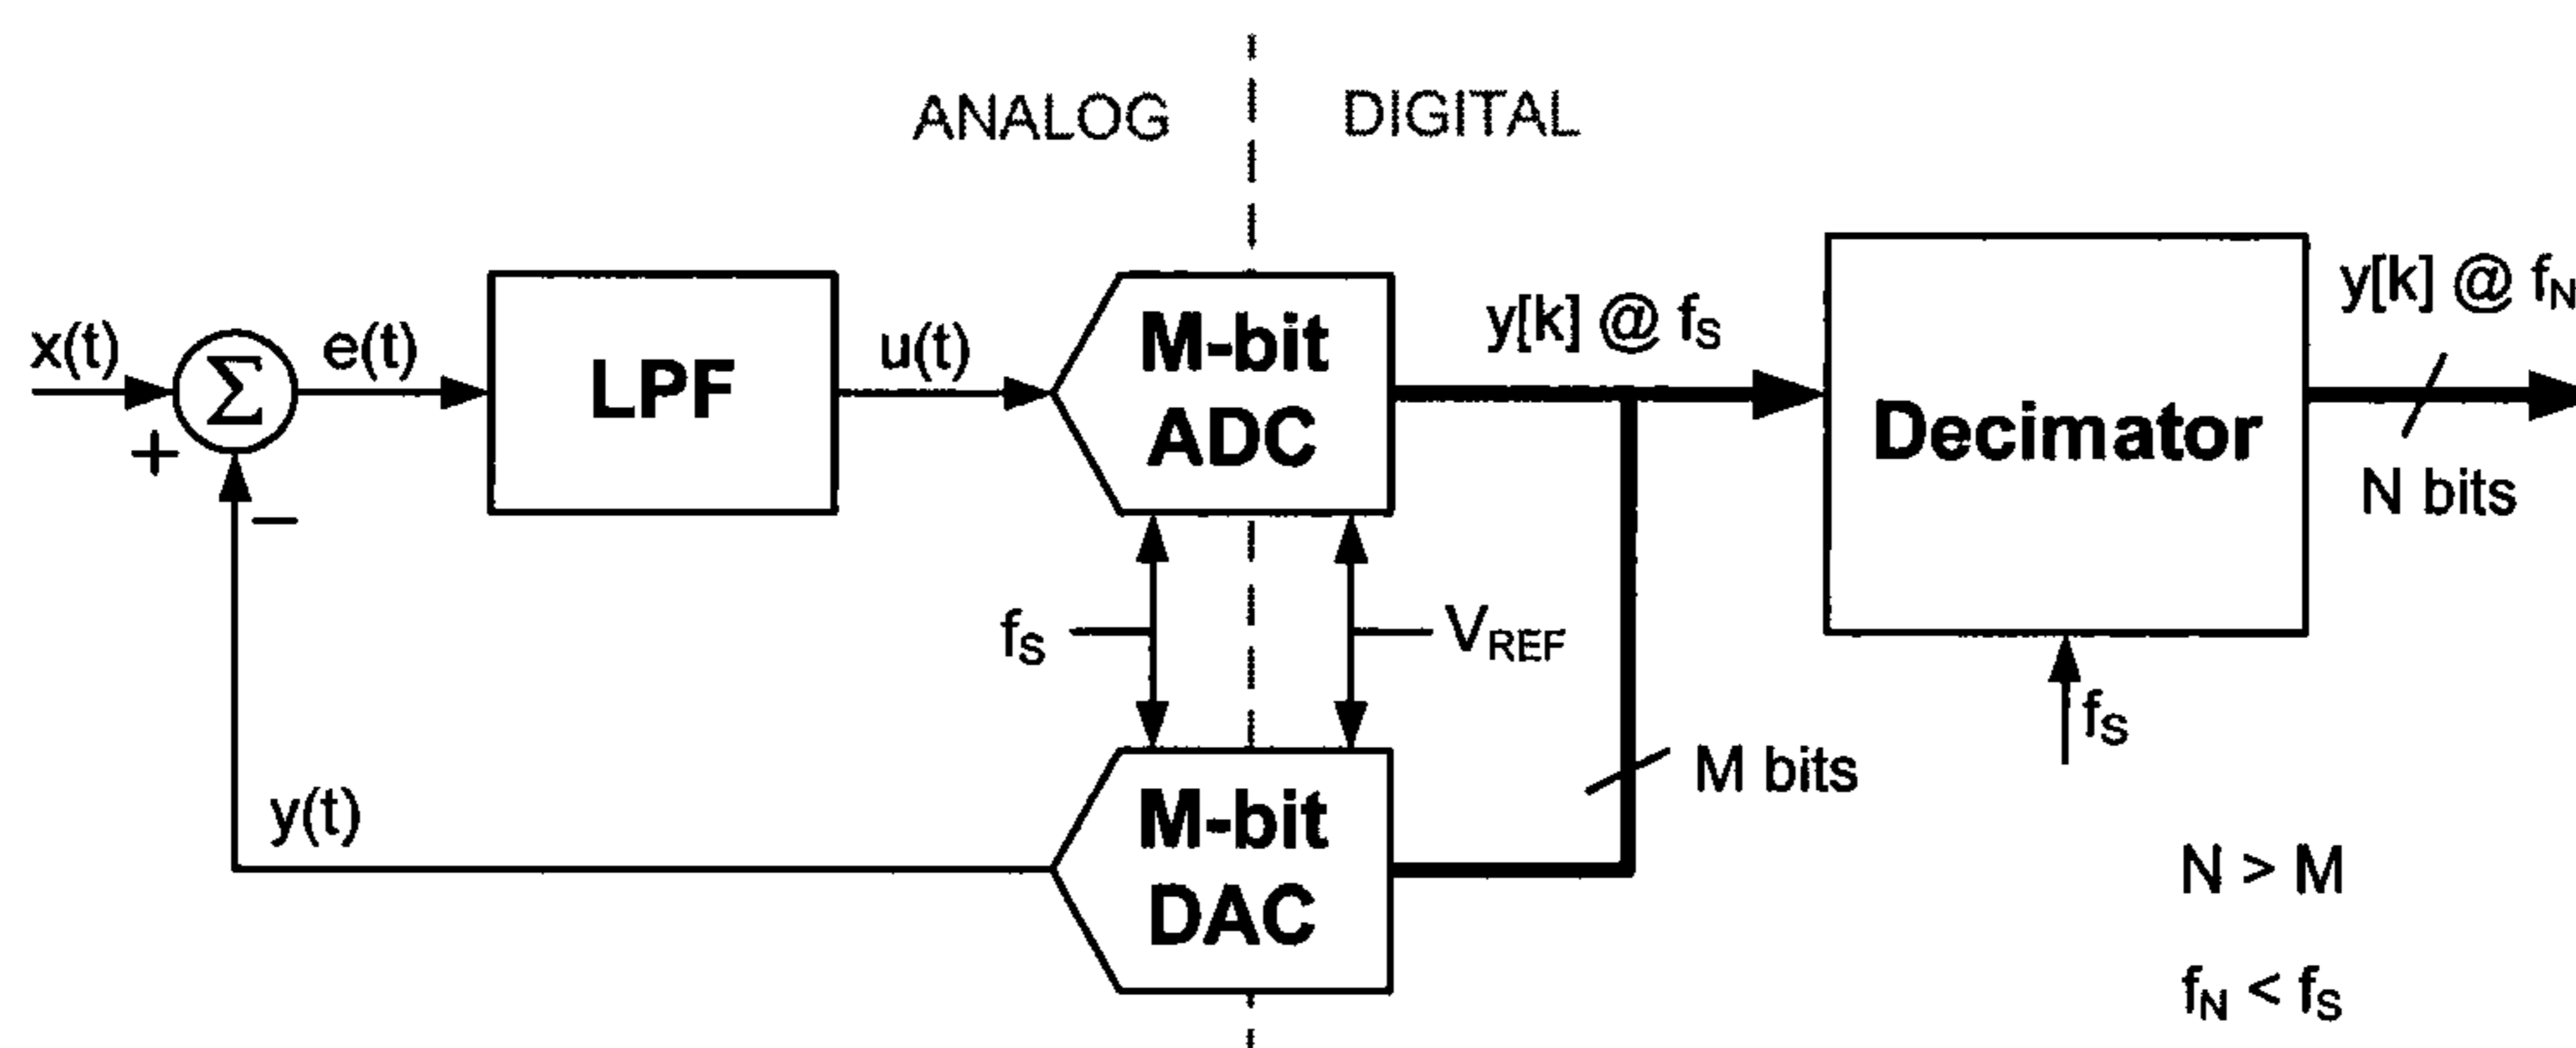 ANALOG
DIGITAL
x(t)
+
Σ
−
e(t)
LPF
u(t)
M-bit
ADC
y[k] @ fS
Decimator
y[k] @ fN
N bits
fS
VREF
fS
M bits
y(t)
M-bit
DAC
N > M
fN < fS